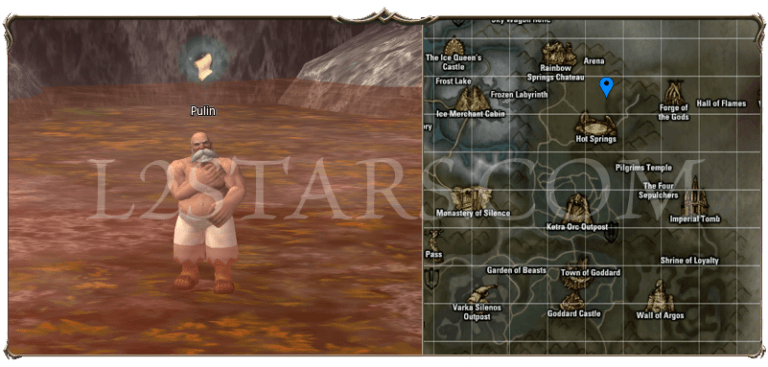 Pulin
L2STARS.COM
The Ice Queen's
Castle
Rainbow
Springs Chateau
Arena
Frost Lake
Frozen Labyrinth
Ice Merchant Cabin
Forge of
the Gods
Hall of Flames
Hot Springs
Pilgrims Temple
The Four
Sepulchers
Imperial Tomb
Monastery of Silence
Ketra Orc Outpost
Pass
Garden of Beasts
Town of Goddard
Shrine of Loyalty
Varka Silenos
Outpost
Goddard Castle
Wall of Argos